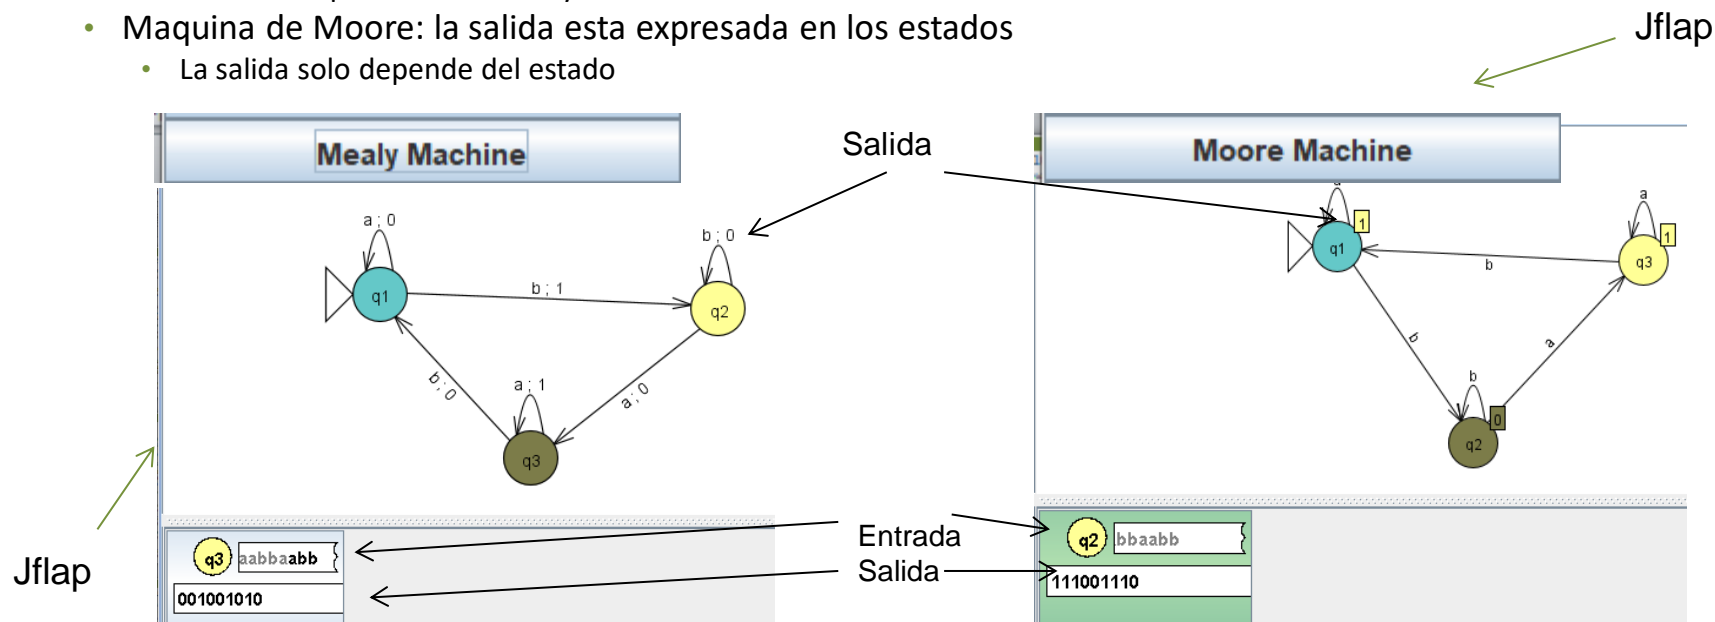 • Maquina de Moore: la salida esta expresada en los estados
• La salida solo depende del estado
Jflap
Mealy Machine
Salida
Moore Machine
a ; 0
b ; 0
b ; 1
q1
q2
b ; 0
a ; 1
a ; 0
q3
1
q1
a
1
q3
b
b
a
b
0
q2
Jflap
q3
aabbaabb
001001010
Entrada
Salida
q2
bbaabb
111001110